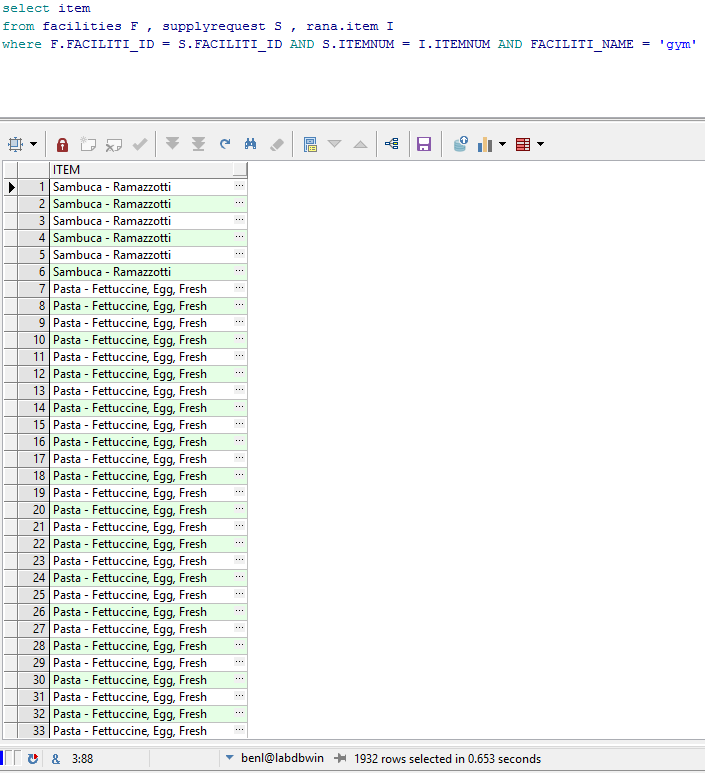 select item
from facilities F , supplyrequest S , rana.item I
where F.FACILITI_ID = S.FACILITI_ID AND S.ITEMNUM = I.ITEMNUM AND FACILITI_NAME = 'gym'
ITEM
1 Sambuca - Ramazzotti ...
2 Sambuca - Ramazzotti ...
3 Sambuca - Ramazzotti ...
4 Sambuca - Ramazzotti ...
5 Sambuca - Ramazzotti ...
6 Sambuca - Ramazzotti ...
7 Pasta - Fettuccine, Egg, Fresh ...
8 Pasta - Fettuccine, Egg, Fresh ...
9 Pasta - Fettuccine, Egg, Fresh ...
10 Pasta - Fettuccine, Egg, Fresh ...
11 Pasta - Fettuccine, Egg, Fresh ...
12 Pasta - Fettuccine, Egg, Fresh ...
13 Pasta - Fettuccine, Egg, Fresh ...
14 Pasta - Fettuccine, Egg, Fresh ...
15 Pasta - Fettuccine, Egg, Fresh ...
16 Pasta - Fettuccine, Egg, Fresh ...
17 Pasta - Fettuccine, Egg, Fresh ...
18 Pasta - Fettuccine, Egg, Fresh ...
19 Pasta - Fettuccine, Egg, Fresh ...
20 Pasta - Fettuccine, Egg, Fresh ...
21 Pasta - Fettuccine, Egg, Fresh ...
22 Pasta - Fettuccine, Egg, Fresh ...
23 Pasta - Fettuccine, Egg, Fresh ...
24 Pasta - Fettuccine, Egg, Fresh ...
25 Pasta - Fettuccine, Egg, Fresh ...
26 Pasta - Fettuccine, Egg, Fresh ...
27 Pasta - Fettuccine, Egg, Fresh ...
28 Pasta - Fettuccine, Egg, Fresh ...
29 Pasta - Fettuccine, Egg, Fresh ...
30 Pasta - Fettuccine, Egg, Fresh ...
31 Pasta - Fettuccine, Egg, Fresh ...
32 Pasta - Fettuccine, Egg, Fresh ...
33 Pasta - Fettuccine, Egg, Fresh ...
& 3:88 benl@labdbwin 1932 rows selected in 0.653 seconds